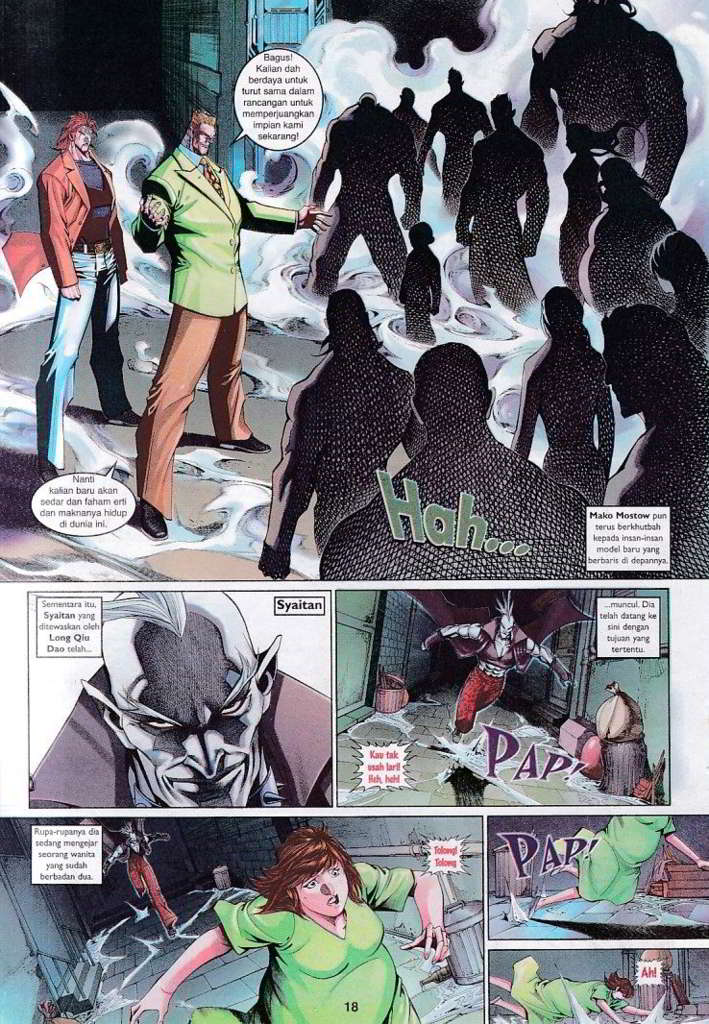 Bagus!
Kalian dah
berdaya untuk
turut sama dalam
rancangan untuk
memperjuangkan
impian kami
sekarang!
Nanti
kalian baru akan
sedar dan faham erti
dan maknanya hidup
di dunia ini.
Hah...
Mako Mostow pun
terus berkhutbah
kepada insan-insan
model baru yang
berbaris di depannya.
Sementara itu,
Syaitan yang
ditewaskan oleh
Long Qiu
Dao telah...
Syaitan
...muncul. Dia
telah datang ke
sini dengan
tujuan yang
tertentu.
Kau tak
usah lari!
Heh, heh!
PAP!
Rupa-rupanya dia
sedang mengejar
seorang wanita
yang sudah
berbadan dua.
Tolong!
Tolong
PAP!
Ah!
18